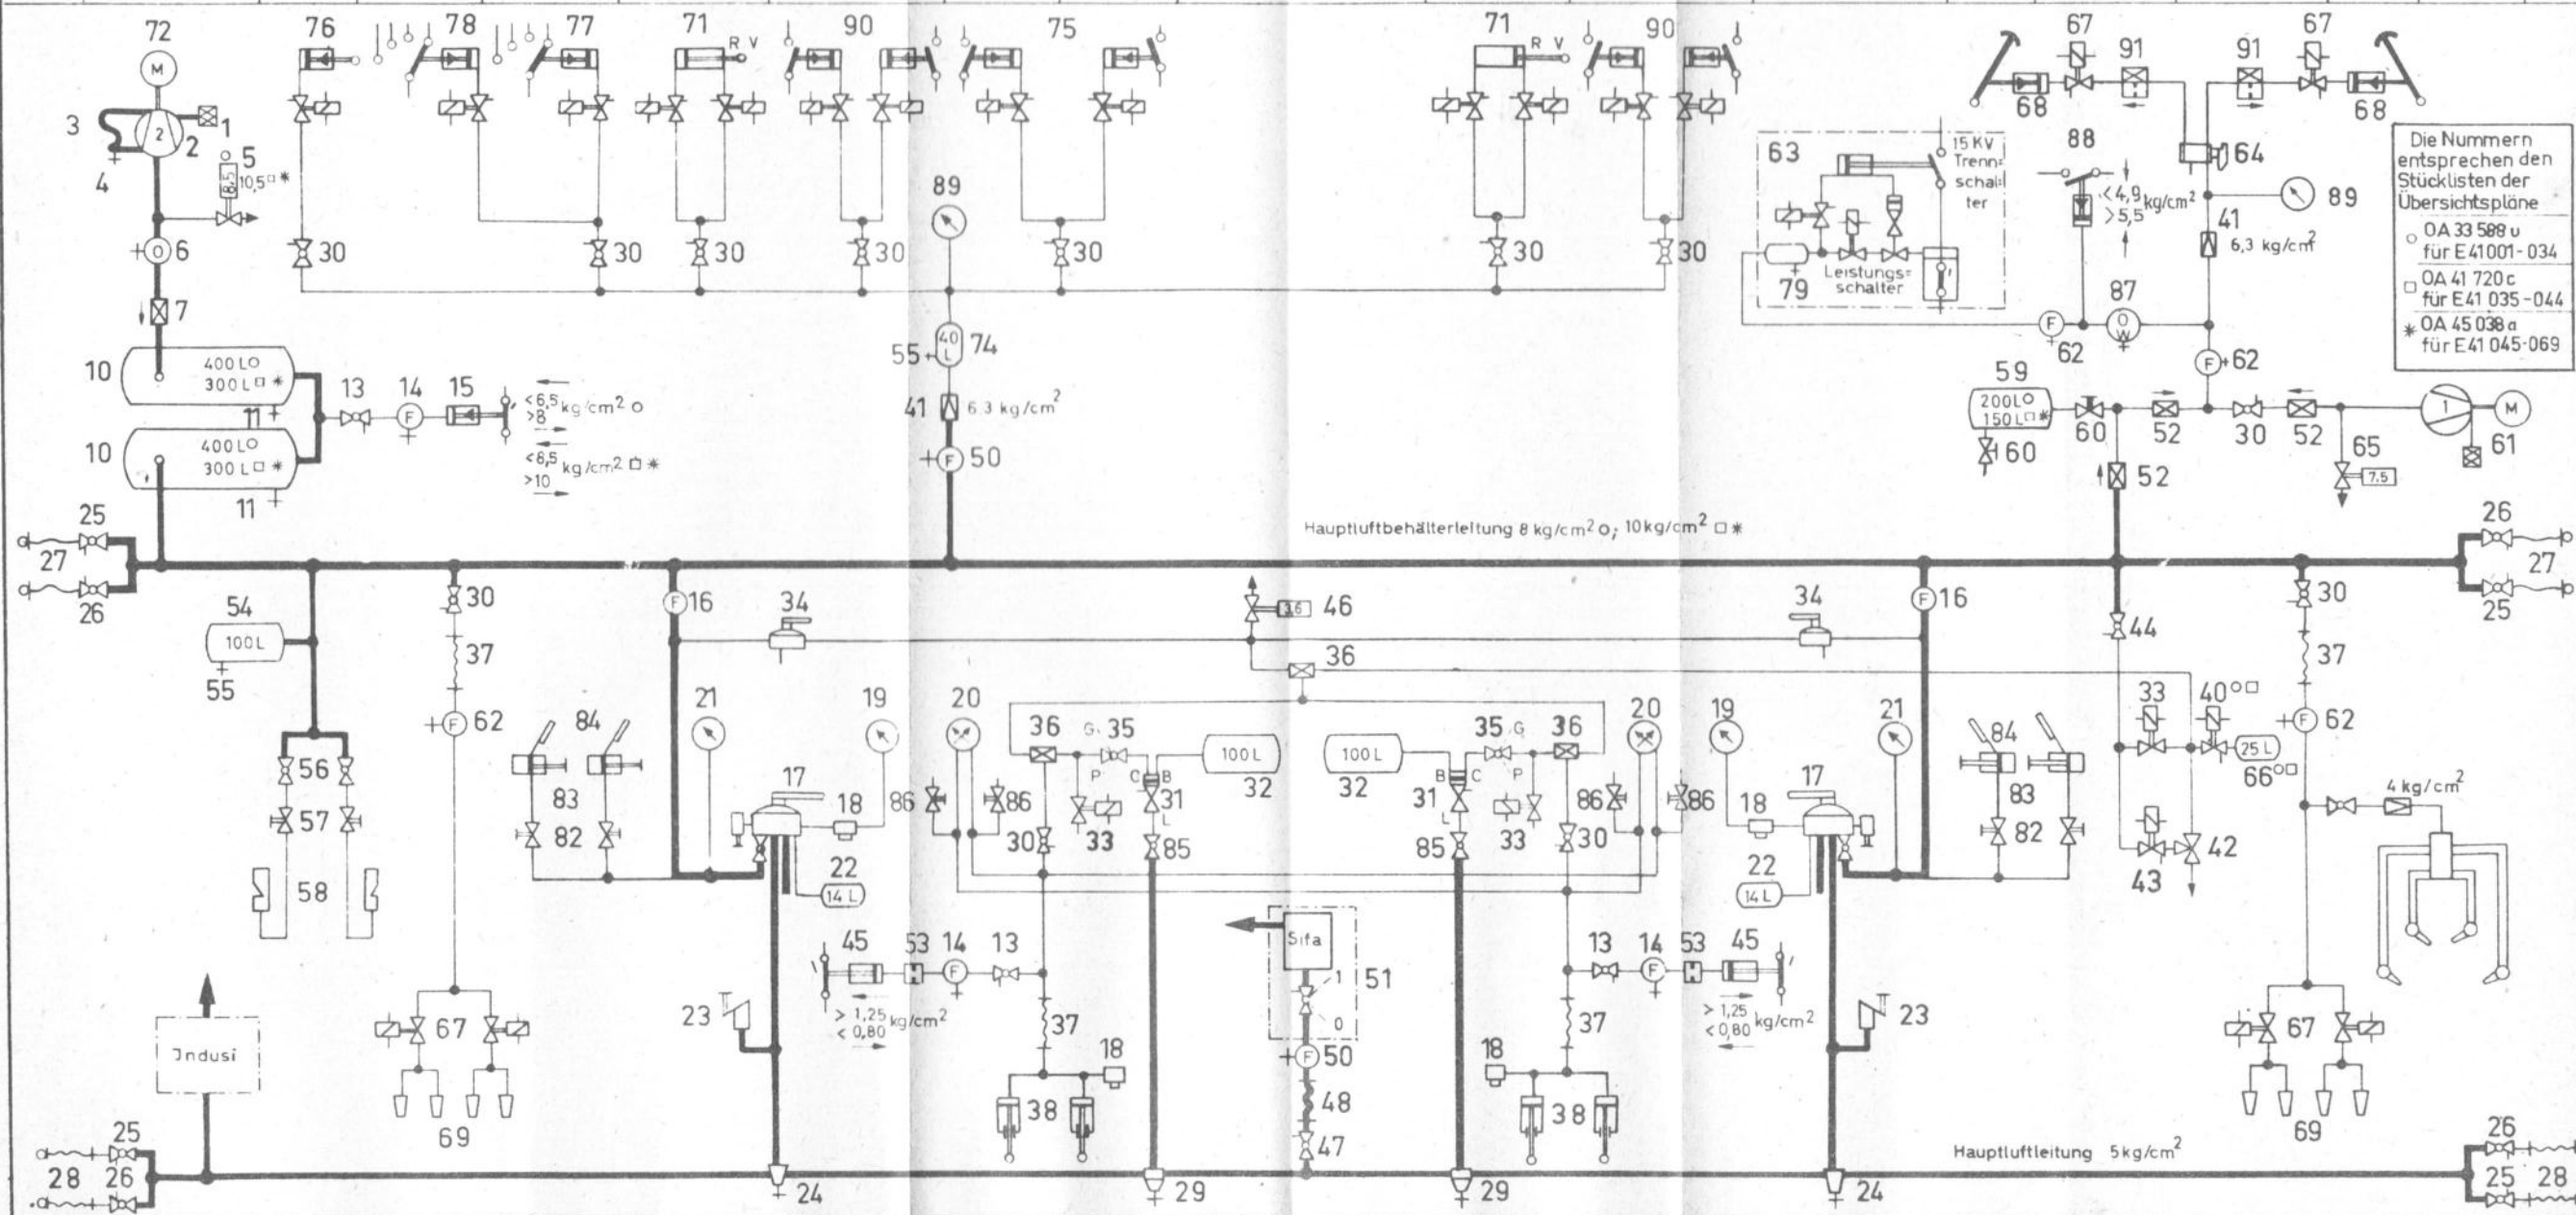 72 76 78 77 71 90 75 71 90 67 67
R V R V
91 91
M
3 2 2 1
5
4 8,5 10,5□*
68 68
63 15 KV
Trenn=
schal=
ter
88
64
89 89
<4,9
>5,5 kg/cm²
41
6,3 kg/cm²
Die Nummern
entsprechen den
Stücklisten der
Übersichtspläne
○ OA 33 588 u
für E41001-034
□ OA 41 720 c
für E41 035-044
* OA 45 038 a
für E41 045-069
O 6
30 30 30 30 30 30 30
Leistungs=
schalter
79
7
87
O
W
F
62
F 62
40
L
74
55
10 400 L○
300 L□*
11
13 14 15
F
<6,5
>8 kg/cm² ○
<8,5
>10 kg/cm² □*
10 400 L○
300 L□*
11
41 6,3 kg/cm²
F 50
59
200L○
150 L□*
60 52 30 52
1 M
61
60
52
65
7.5
Hauptluftbehälterleitung 8 kg/cm² ○; 10 kg/cm² □*
25 27 26
26 27 25
54
100 L
55
30
37
F 62
F 16
34
46
3,6
34
F 16
44
30
37
36
33 40○□
25 L
66○□
F 62
56
57
58
84
83
82
21
17
18
19
20
86 86
36 G 35
P C B
31
L
33
30
85
100 L
32
100 L
32
35 G 36
B C P
31
L
33
30
85
20
86 86
19
18
17
21
84
83
82
22
14 L
22
14 L
43 42
4 kg/cm²
45 53 14 13
F
> 1,25
< 0,80 kg/cm²
Sifa
1
0
51
13 14 53 45
F
> 1,25
< 0,80 kg/cm²
23 23
37 37
18 18
F 50
48
47
38 38
Indusi
67
69
67
69
Hauptluftleitung 5 kg/cm²
25
28 26
24 29 29 24
26
25 28